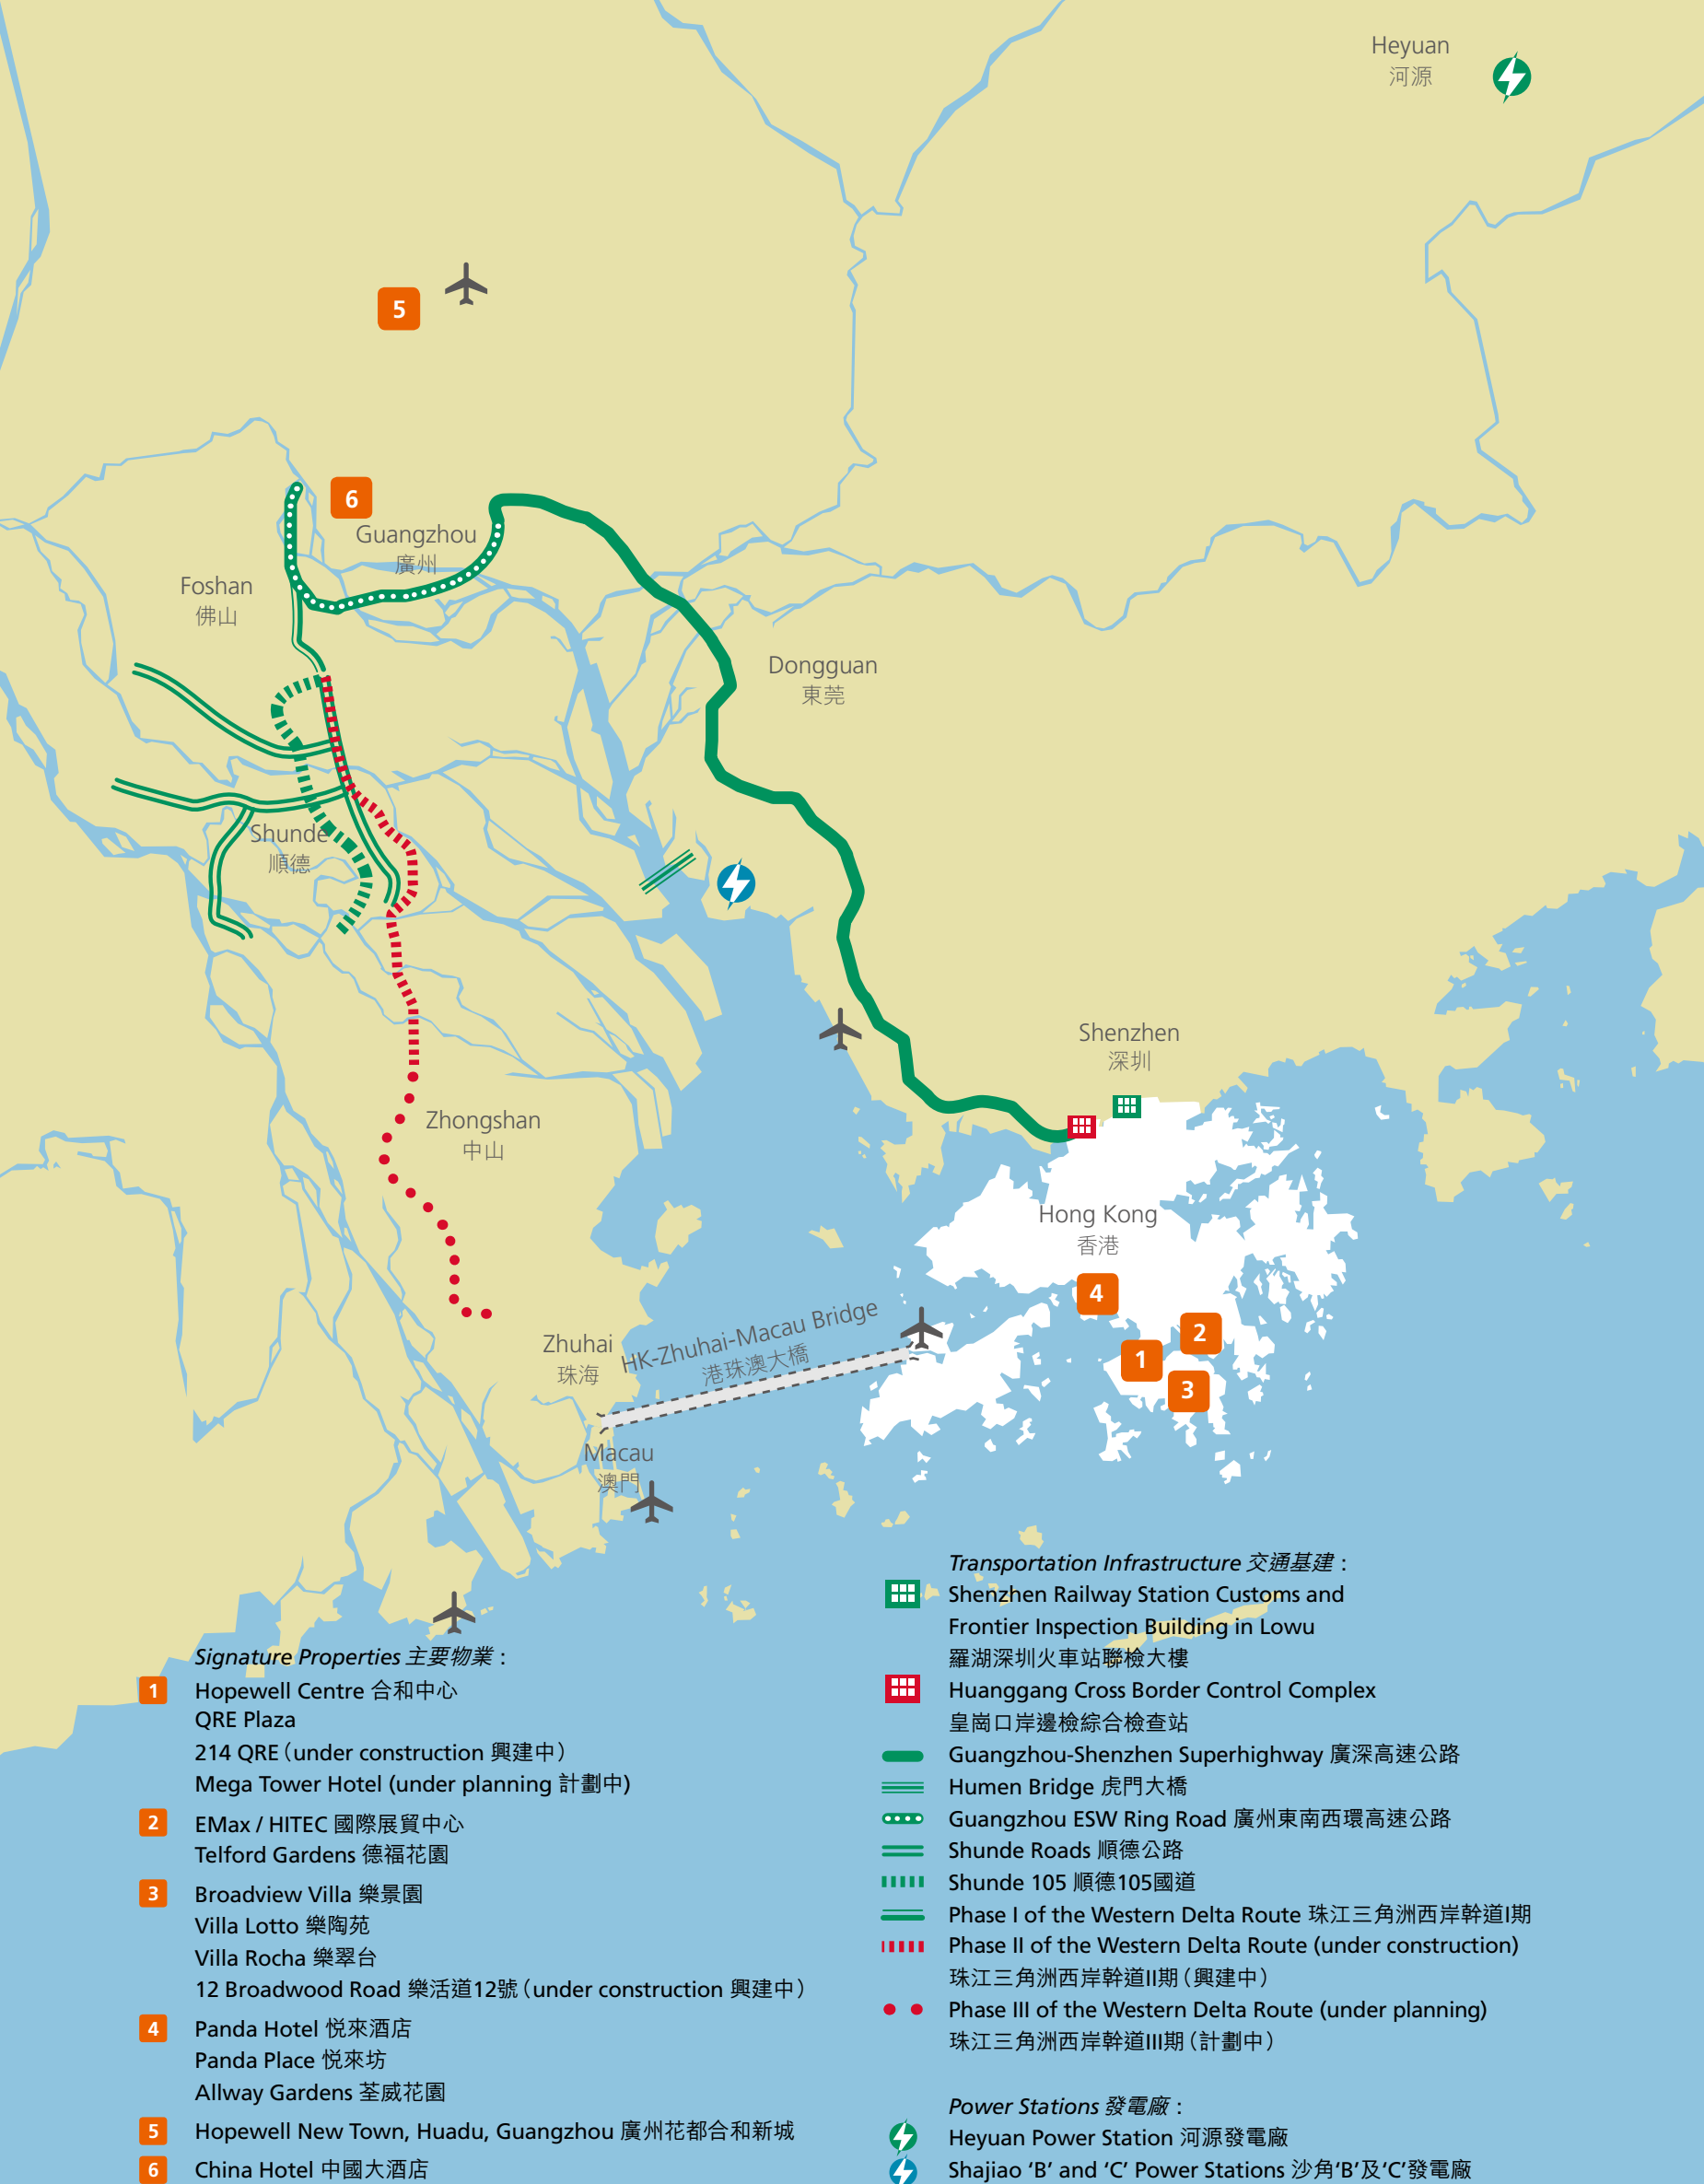 Heyuan
河源
5
6
Guangzhou
廣州
Foshan
佛山
Dongguan
東莞
Shunde
順德
Shenzhen
深圳
Zhongshan
中山
Hong Kong
香港
4
2
1
3
Zhuhai
珠海
HK-Zhuhai-Macau Bridge
港珠澳大橋
Macau
澳門
Signature Properties 主要物業 :
1 Hopewell Centre 合和中心
QRE Plaza
214 QRE（under construction 興建中）
Mega Tower Hotel (under planning 計劃中)
2 EMax / HITEC 國際展貿中心
Telford Gardens 德福花園
3 Broadview Villa 樂景園
Villa Lotto 樂陶苑
Villa Rocha 樂翠台
12 Broadwood Road 樂活道12號（under construction 興建中）
4 Panda Hotel 悦來酒店
Panda Place 悦來坊
Allway Gardens 荃威花園
5 Hopewell New Town, Huadu, Guangzhou 廣州花都合和新城
6 China Hotel 中國大酒店
Transportation Infrastructure 交通基建 :
Shenzhen Railway Station Customs and
Frontier Inspection Building in Lowu
羅湖深圳火車站聯檢大樓
Huanggang Cross Border Control Complex
皇崗口岸邊檢綜合檢查站
Guangzhou-Shenzhen Superhighway 廣深高速公路
Humen Bridge 虎門大橋
Guangzhou ESW Ring Road 廣州東南西環高速公路
Shunde Roads 順德公路
Shunde 105 順德105國道
Phase I of the Western Delta Route 珠江三角洲西岸幹道I期
Phase II of the Western Delta Route (under construction)
珠江三角洲西岸幹道II期（興建中）
Phase III of the Western Delta Route (under planning)
珠江三角洲西岸幹道III期（計劃中）
Power Stations 發電廠 :
Heyuan Power Station 河源發電廠
Shajiao ‘B’ and ‘C’ Power Stations 沙角‘B’及‘C’發電廠